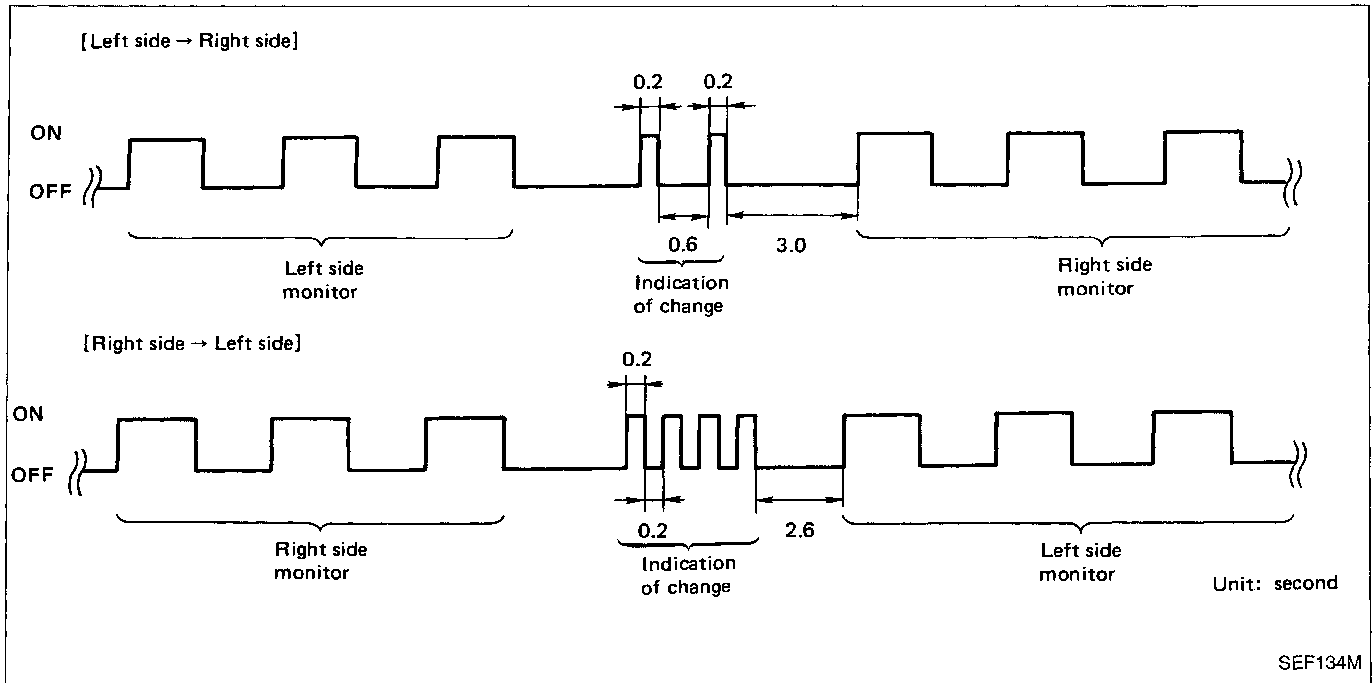 [Left side → Right side]
0.2 0.2
ON
OFF
0.6 3.0
Left side
monitor
Indication
of change
Right side
monitor
[Right side → Left side]
0.2
ON
OFF
0.2 2.6
Right side
monitor
Indication
of change
Left side
monitor
Unit: second
SEF134M